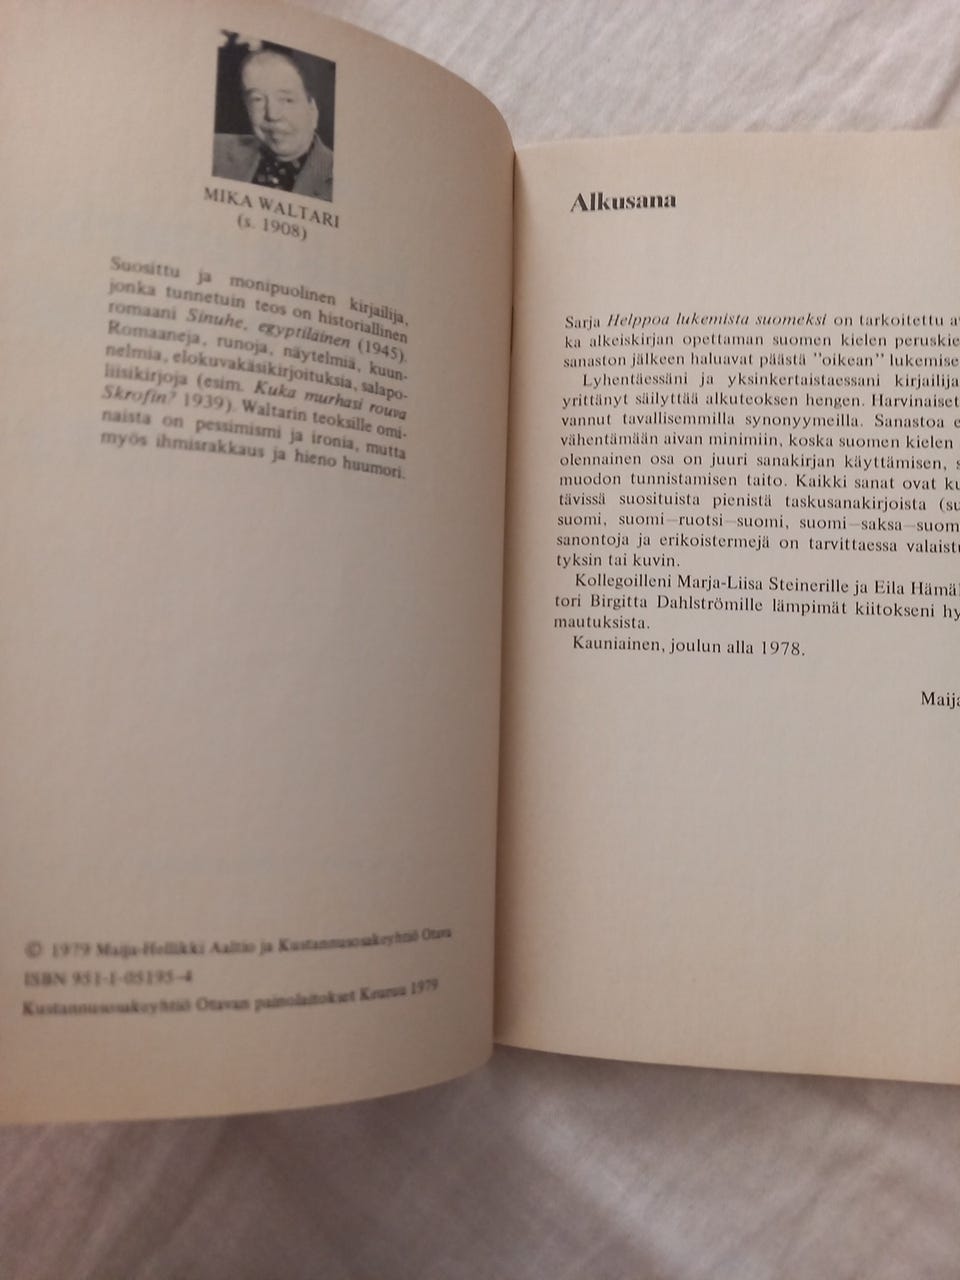 MIKA WALTARI
(s. 1908)
Suosittu ja monipuolinen kirjailija,
jonka tunnetuin teos on historiallinen
romaani Sinuhe, egyptiläinen (1945).
Romaaneja, runoja, näytelmiä, kuun-
nelmia, elokuvakäsikirjoituksia, salapo-
liisikirjoja (esim. Kuka murhasi rouva
Skrofin? 1939). Waltarin teoksille omi-
naista on pessimismi ja ironia, mutta
myös ihmisrakkaus ja hieno huumori.
© 1979 Maija-Hellikki Aaltio ja Kustannusosakeyhtiö Otava
ISBN 951-1-05195-4
Kustannusosakeyhtiö Otavan painolaitokset Keuruu 1979
Alkusana
Sarja Helppoa lukemista suomeksi on tarkoitettu
ka alkeiskirjan opettaman suomen kielen peruskie
sanaston jälkeen haluavat päästä "oikean" lukemise
Lyhentäessäni ja yksinkertaistaessani kirjailija
yrittänyt säilyttää alkuteoksen hengen. Harvinaiset
vannut tavallisemmilla synonyymeilla. Sanastoa e
vähentämään aivan minimiin, koska suomen kielen
olennainen osa on juuri sanakirjan käyttämisen, s
muodon tunnistamisen taito. Kaikki sanat ovat ku
tävissä suosituista pienistä taskusanakirjoista (su
suomi, suomi–ruotsi–suomi, suomi–saksa–suom
sanontoja ja erikoistermejä on tarvittaessa valaistu
tyksin tai kuvin.
Kollegoilleni Marja-Liisa Steinerille ja Eila Hämäl
tori Birgitta Dahlströmille lämpimät kiitokseni hy
mautuksista.
Kauniainen, joulun alla 1978.
Maija